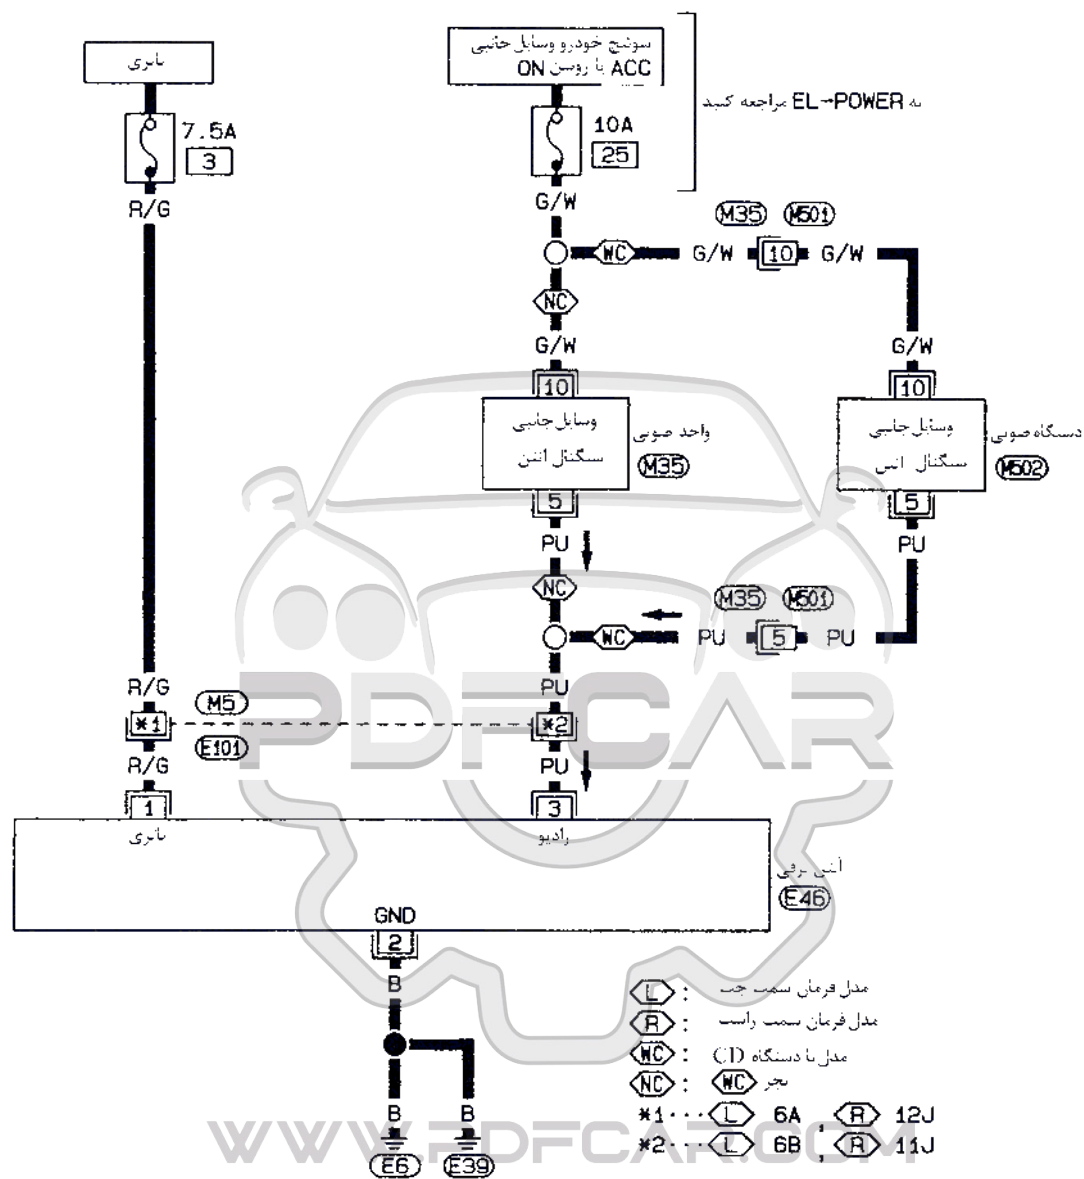 باتری
سوئیچ خودرو وسایل جانبی
ACC یا روشن ON
به EL-POWER مراجعه کنید
7.5A
3
10A
25
R/G
G/W
M35 M501
WC
G/W
10
G/W
NC
G/W
G/W
10
10
وسایل جانبی
سیگنال آنتن
واحد صوتی
M35
وسایل جانبی
سیگنال آنتن
دستگاه صوتی
M502
5
5
PU
PU
NC
M35 M501
WC
PU
5
PU
R/G
PU
M5
*1
*2
E101
R/G
PU
PDFCAR
1
3
باتری
رادیو
آنتن برقی
E46
GND
2
B
L : مدل فرمان سمت چپ
R : مدل فرمان سمت راست
WC : مدل با دستگاه CD
NC : بجز WC
*1 ··· L 6A , R 12J
*2 ·· L 6B , R 11J
B
B
E6
E39
WWW.PDFCAR.COM